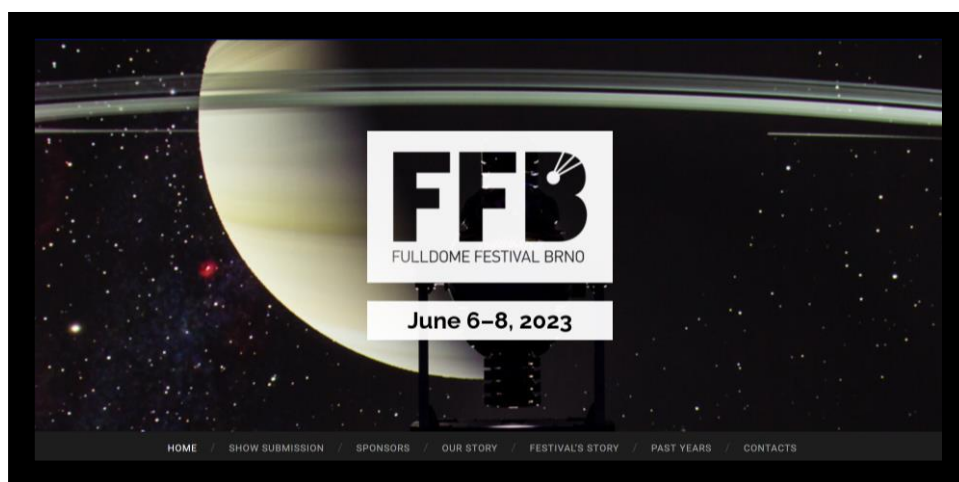 FFB
FULLDOME FESTIVAL BRNO
June 6–8, 2023
HOME / SHOW SUBMISSION / SPONSORS / OUR STORY / FESTIVAL'S STORY / PAST YEARS / CONTACTS